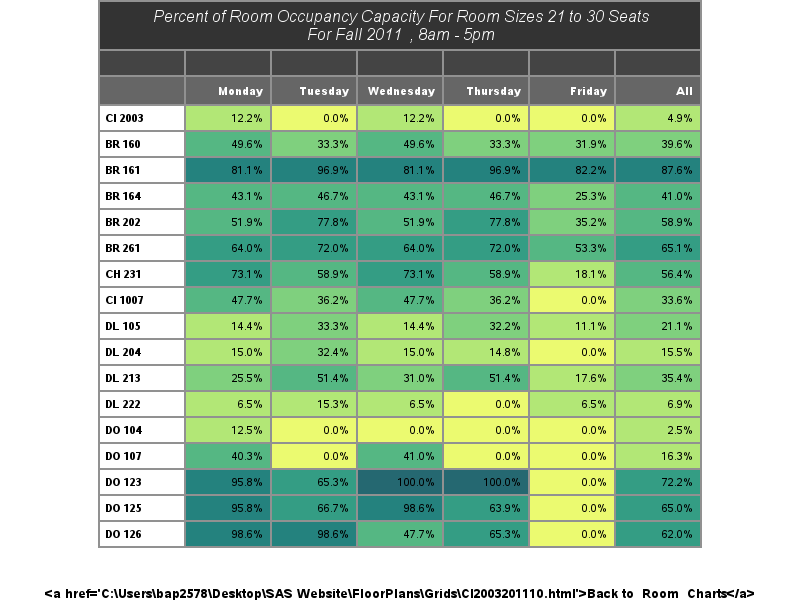 Percent of Room Occupancy Capacity For Room Sizes 21 to 30 Seats
For Fall 2011 , 8am - 5pm
Monday Tuesday Wednesday Thursday Friday All
CI 2003 12.2% 0.0% 12.2% 0.0% 0.0% 4.9%
BR 160 49.6% 33.3% 49.6% 33.3% 31.9% 39.6%
BR 161 81.1% 96.9% 81.1% 96.9% 82.2% 87.6%
BR 164 43.1% 46.7% 43.1% 46.7% 25.3% 41.0%
BR 202 51.9% 77.8% 51.9% 77.8% 35.2% 58.9%
BR 261 64.0% 72.0% 64.0% 72.0% 53.3% 65.1%
CH 231 73.1% 58.9% 73.1% 58.9% 18.1% 56.4%
CI 1007 47.7% 36.2% 47.7% 36.2% 0.0% 33.6%
DL 105 14.4% 33.3% 14.4% 32.2% 11.1% 21.1%
DL 204 15.0% 32.4% 15.0% 14.8% 0.0% 15.5%
DL 213 25.5% 51.4% 31.0% 51.4% 17.6% 35.4%
DL 222 6.5% 15.3% 6.5% 0.0% 6.5% 6.9%
DO 104 12.5% 0.0% 0.0% 0.0% 0.0% 2.5%
DO 107 40.3% 0.0% 41.0% 0.0% 0.0% 16.3%
DO 123 95.8% 65.3% 100.0% 100.0% 0.0% 72.2%
DO 125 95.8% 66.7% 98.6% 63.9% 0.0% 65.0%
DO 126 98.6% 98.6% 47.7% 65.3% 0.0% 62.0%
<a href='C:\Users\bap2578\Desktop\SAS Website\FloorPlans\Grids\CI2003201110.html'>Back to Room Charts</a>